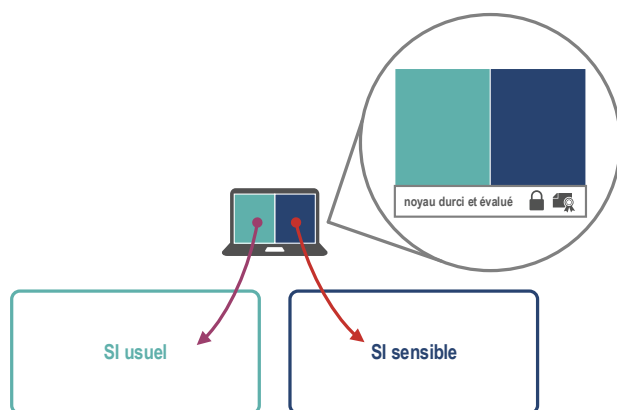 noyau durci et évalué
SI usuel
SI sensible